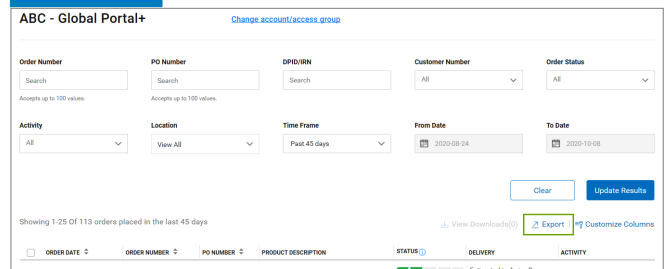 ABC - Global Portal+ Change account/access group
Order Number PO Number DPID/IRN Customer Number Order Status
Search Search Search All All
Accepts up to 100 values. Accepts up to 100 values.
Activity Location Time Frame From Date To Date
All View All Past 45 days 2020-08-24 2020-10-08
Clear Update Results
Showing 1-25 Of 113 orders placed in the last 45 days View Downloads(0) Export Customize Columns
ORDER DATE ORDER NUMBER PO NUMBER PRODUCT DESCRIPTION STATUS DELIVERY ACTIVITY